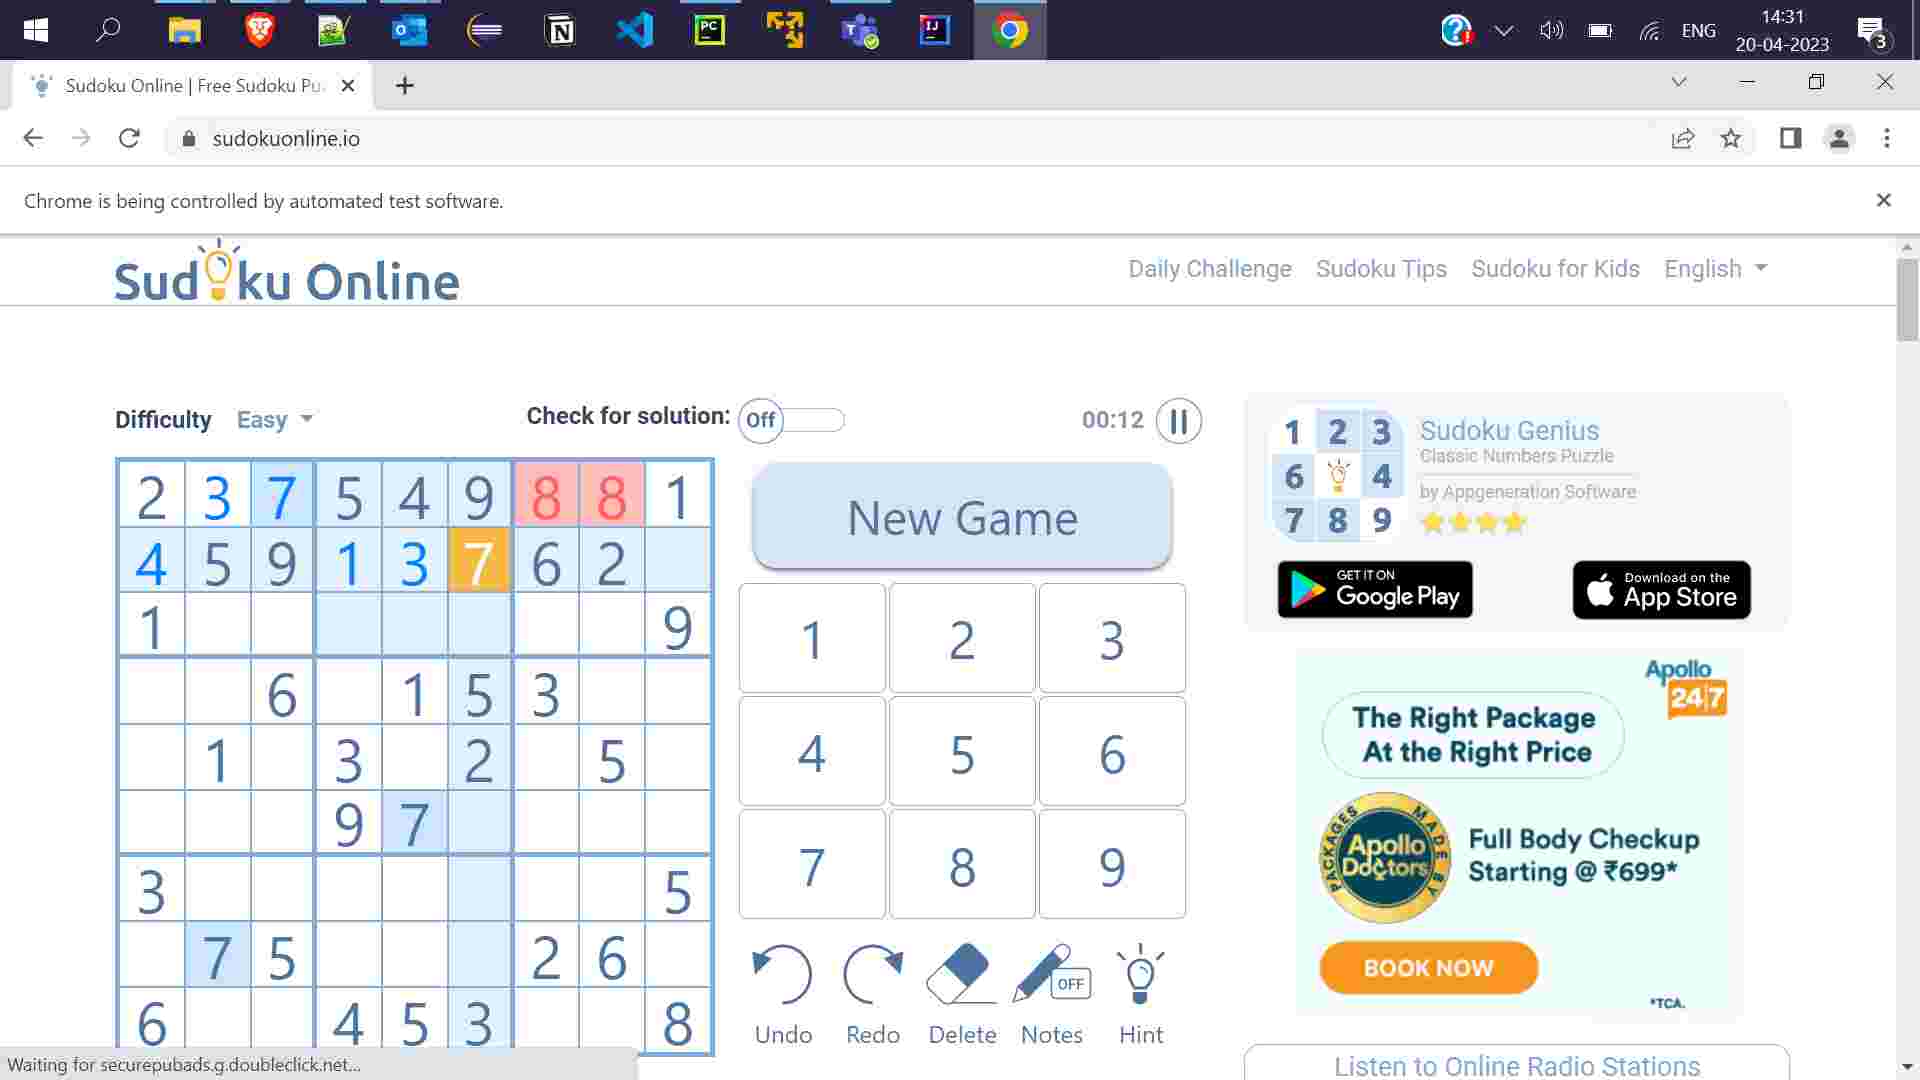 ENG
14:31
20-04-2023
3
Sudoku Online | Free Sudoku Pu
sudokuonline.io
Chrome is being controlled by automated test software.
Sudoku Online
Daily Challenge Sudoku Tips Sudoku for Kids English
Difficulty Easy
Check for solution: Off
00:12
2 3 7 5 4 9 8 8 1
4 5 9 1 3 7 6 2
1 9
6 1 5 3
1 3 2 5
9 7
3 5
7 5 2 6
6 4 5 3 8
New Game
1 2 3
4 5 6
7 8 9
OFF
Undo Redo Delete Notes Hint
1 2 3
6 4
7 8 9
Sudoku Genius
Classic Numbers Puzzle
by Appgeneration Software
GET IT ON
Google Play
Download on the
App Store
Apollo
24|7
The Right Package
At the Right Price
PACKAGES MADE BY
Apollo
Doctors
Full Body Checkup
Starting @ ₹699*
BOOK NOW
*TCA.
Listen to Online Radio Stations
Waiting for securepubads.g.doubleclick.net...